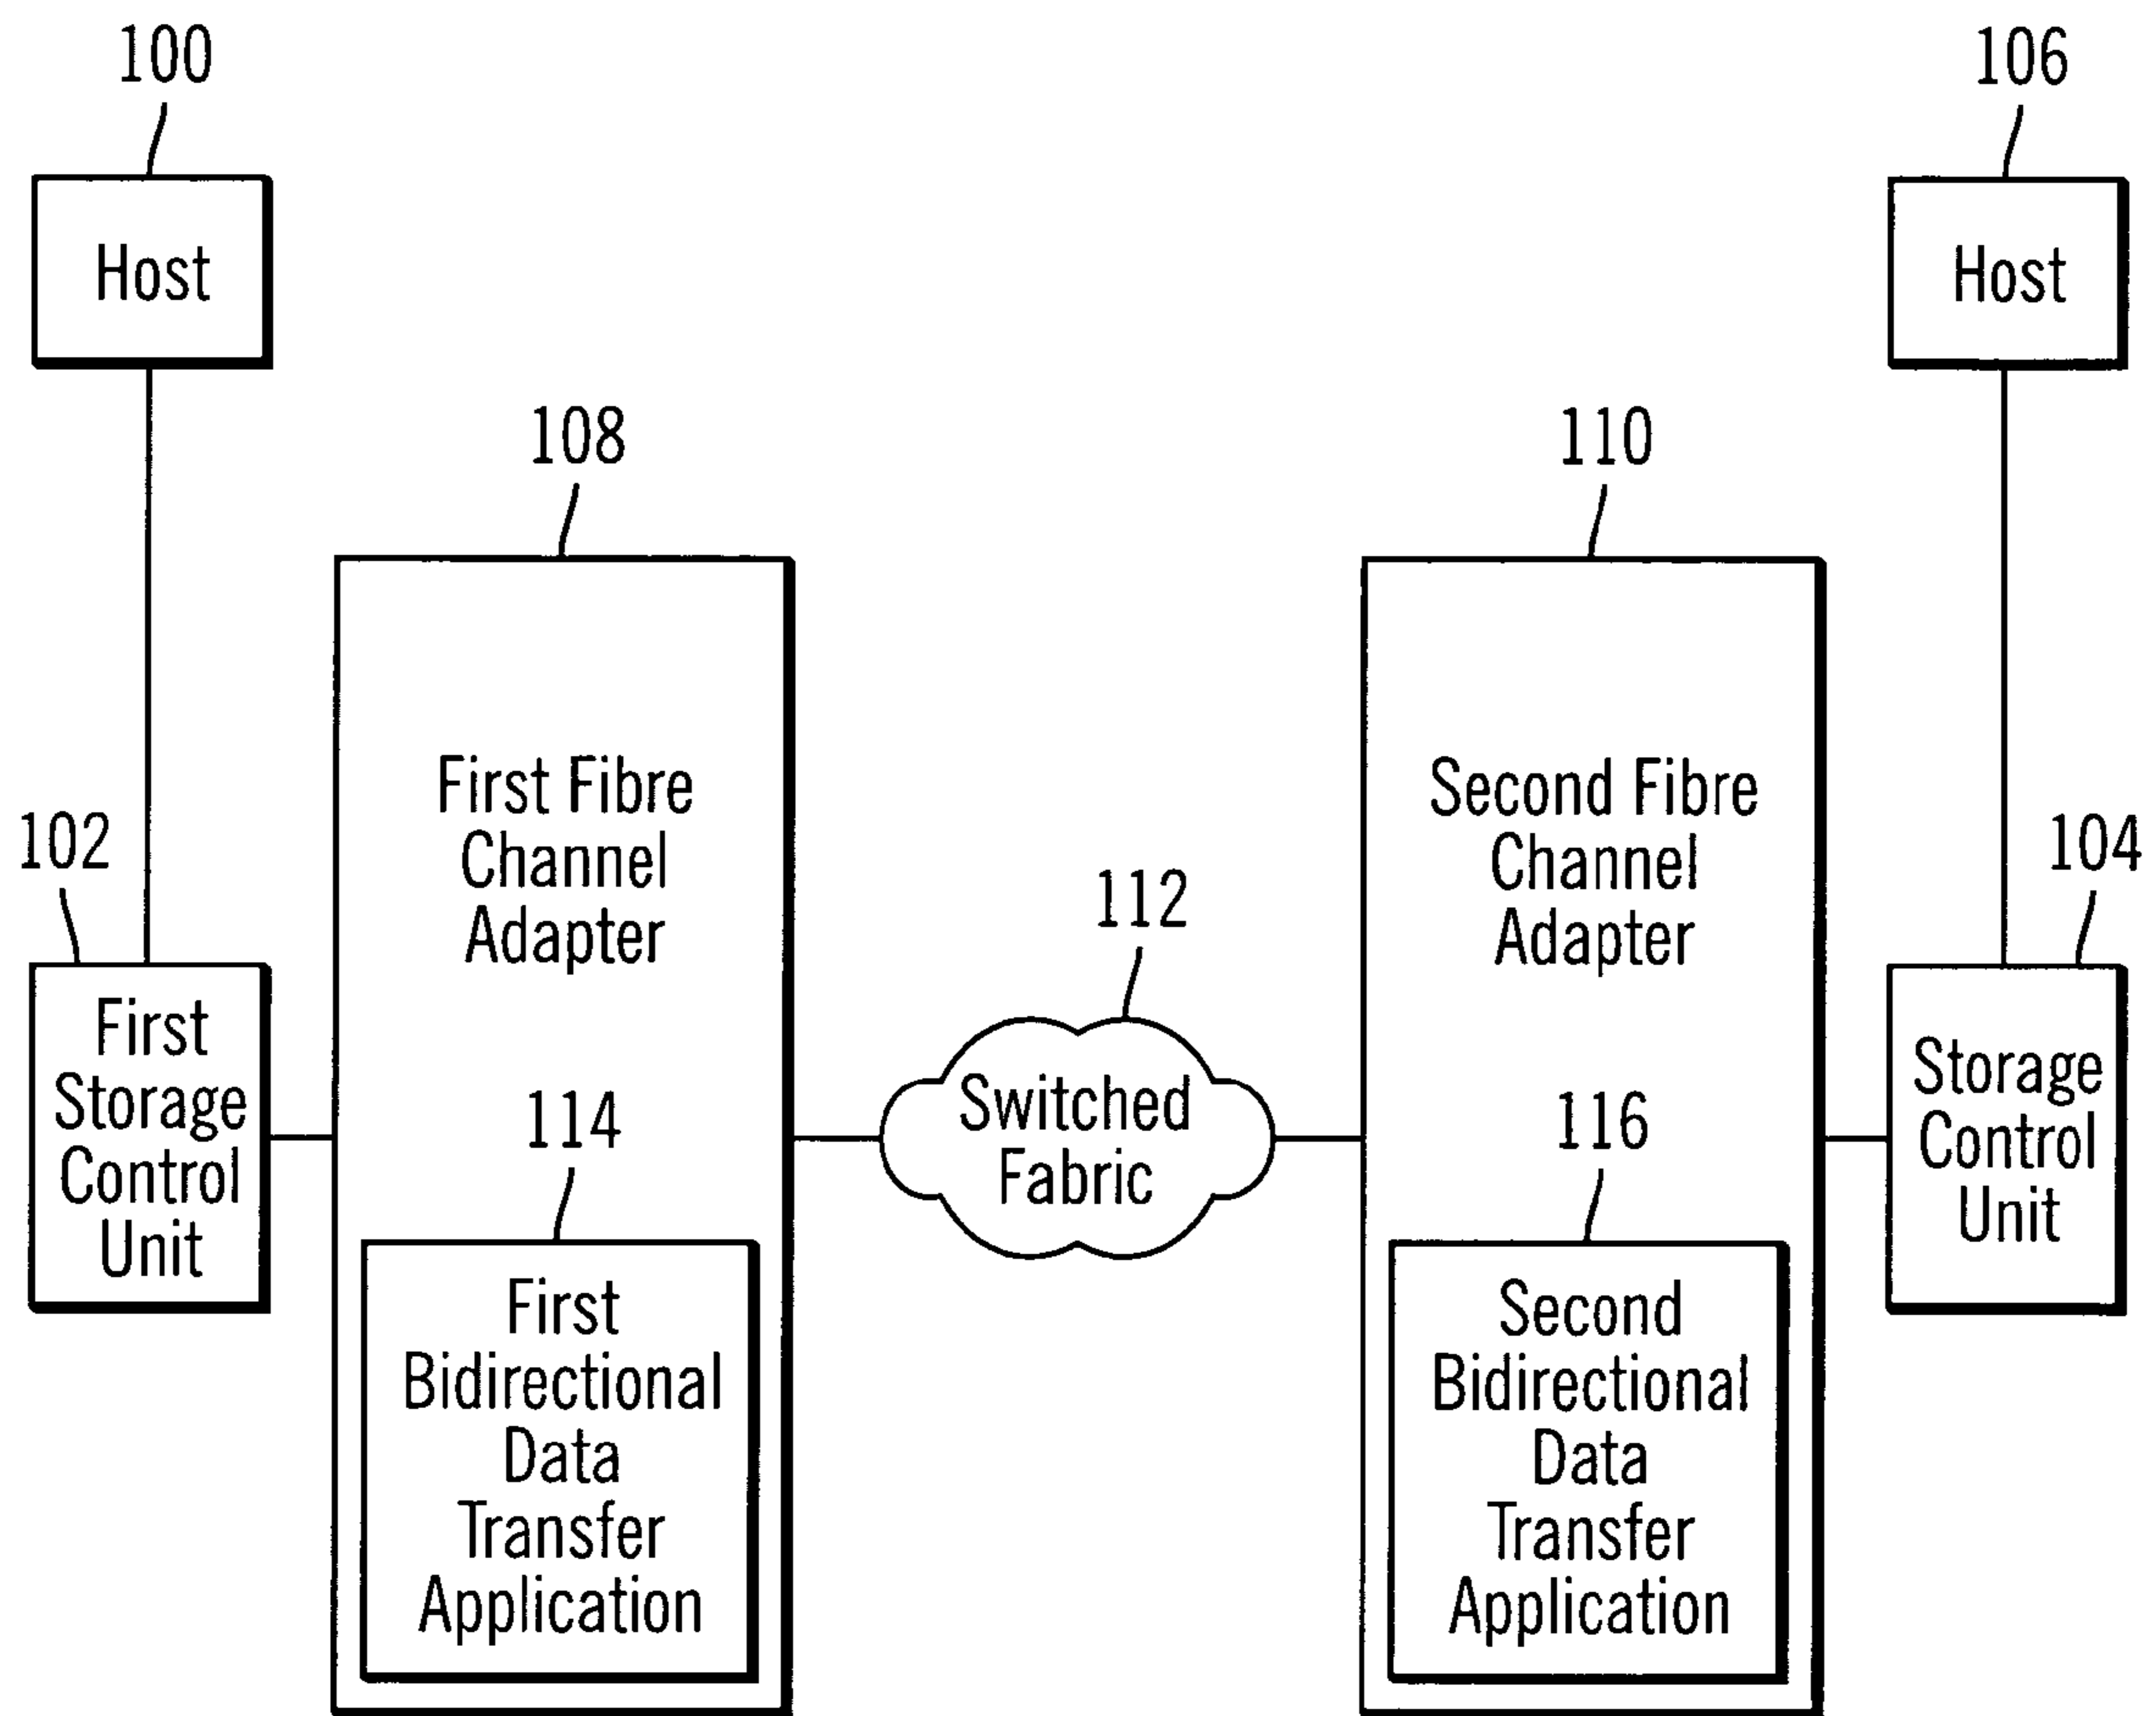 100
106
Host
Host
108
110
First Fibre
Channel
Adapter
Second Fibre
Channel
Adapter
102
104
112
First
Storage
Control
Unit
Switched
Fabric
Storage
Control
Unit
114
116
First
Bidirectional
Data
Transfer
Application
Second
Bidirectional
Data
Transfer
Application